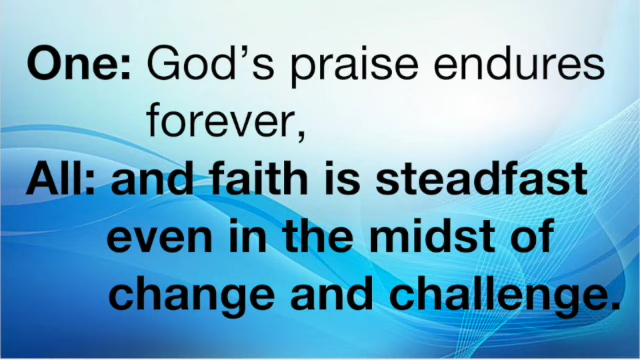 One: God’s praise endures
forever,
All: and faith is steadfast
even in the midst of
change and challenge.